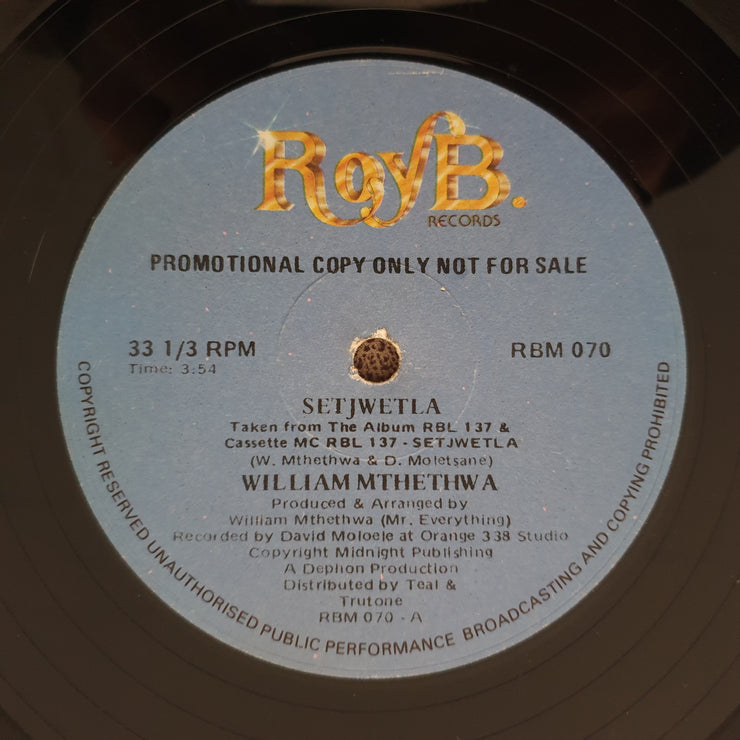 RoyB.
RECORDS
PROMOTIONAL COPY ONLY NOT FOR SALE
33 1/3 RPM
RBM 070
Time: 3:54
SETJWETLA
Taken from The Album RBL 137 &
Cassette MC RBL 137 - SETJWETLA
(W. Mthethwa & D. Moletsane)
WILLIAM MTHETHWA
Produced & Arranged by
William Mthethwa (Mr. Everything)
Recorded by David Moloele at Orange 338 Studio
Copyright Midnight Publishing
A Dephon Production
Distributed by Teal &
Trutone
RBM 070 - A
COPYRIGHT RESERVED UNAUTHORISED PUBLIC PERFORMANCE BROADCASTING AND COPYING PROHIBITED